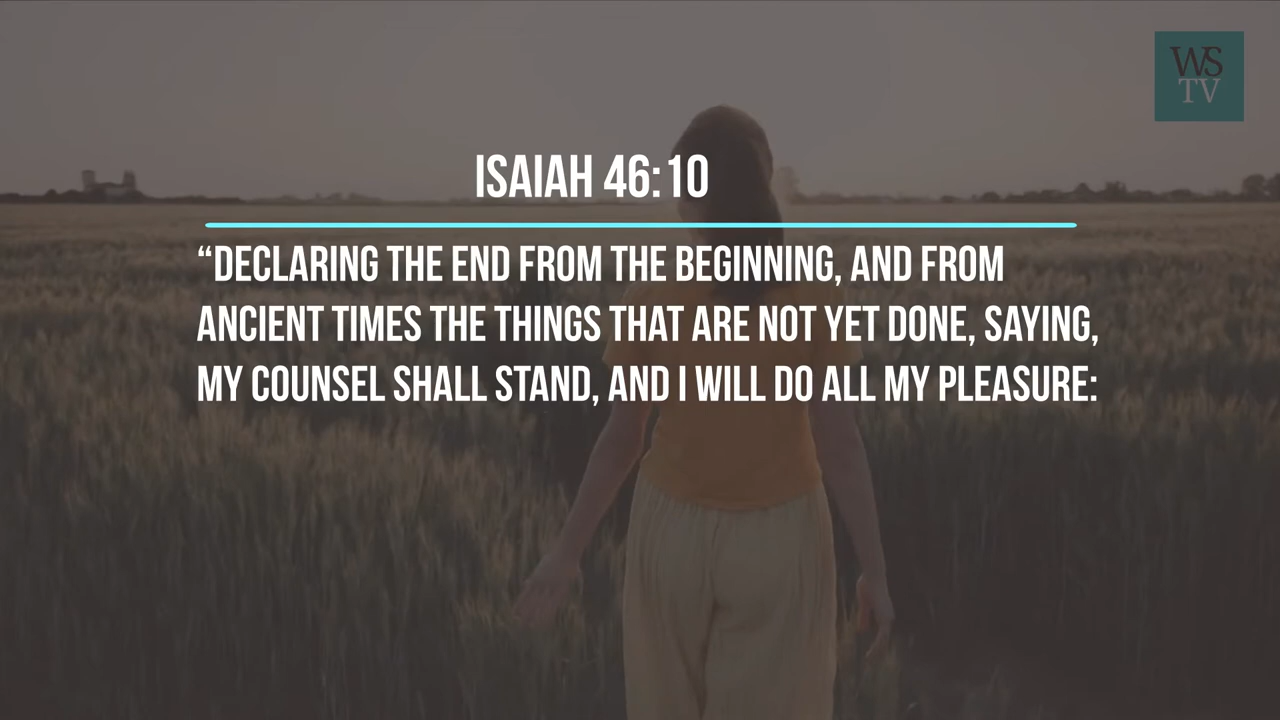 WS
TV
ISAIAH 46:10
“DECLARING THE END FROM THE BEGINNING, AND FROM
ANCIENT TIMES THE THINGS THAT ARE NOT YET DONE, SAYING,
MY COUNSEL SHALL STAND, AND I WILL DO ALL MY PLEASURE: